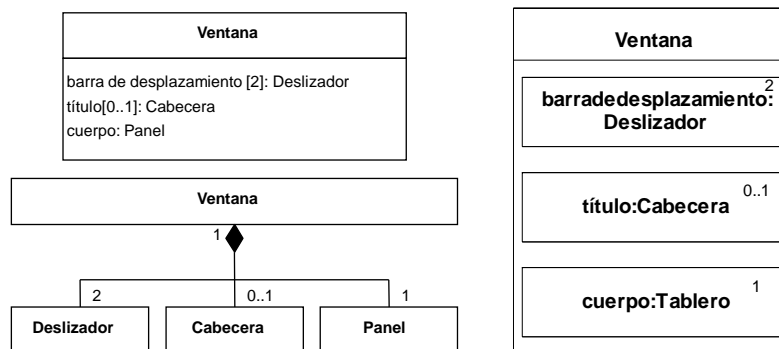 Ventana
barra de desplazamiento [2]: Deslizador
título[0..1]: Cabecera
cuerpo: Panel
Ventana
1
2
0..1
1
Deslizador
Cabecera
Panel
Ventana
2
barradedesplazamiento:
Deslizador
0..1
título:Cabecera
1
cuerpo:Tablero